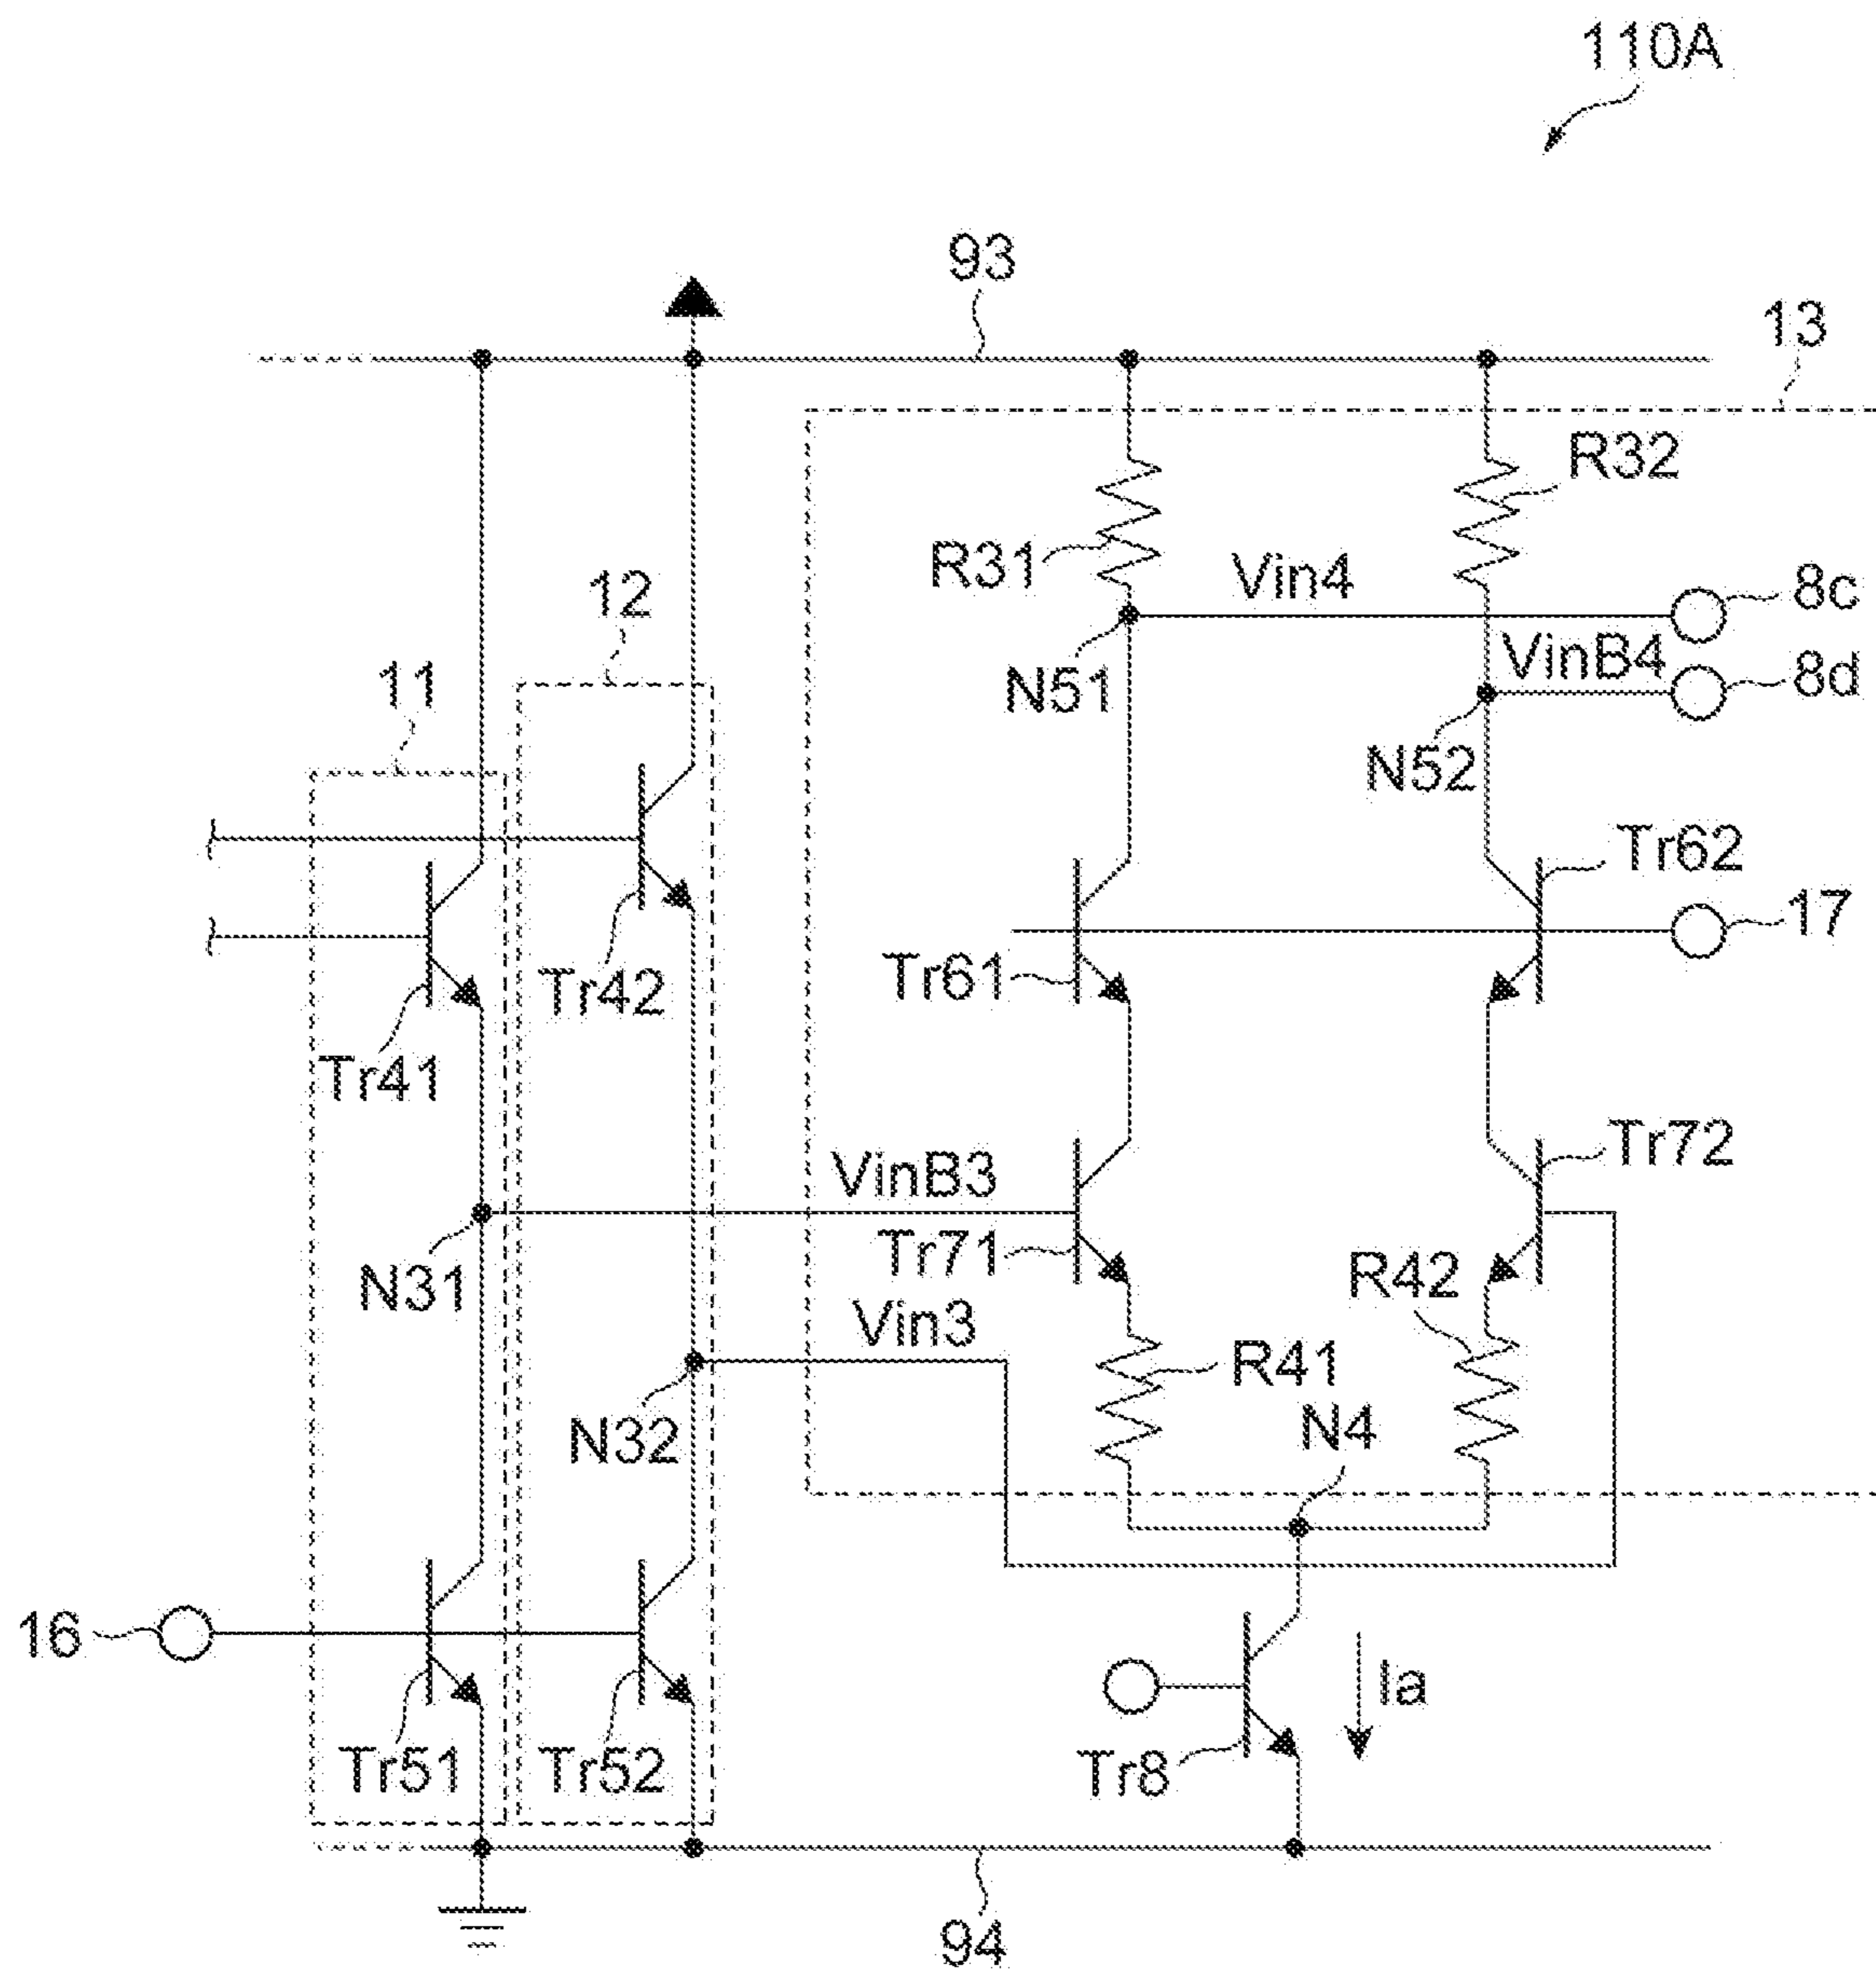 110A
93
13
R32
R31
Vin4
8c
12
VinB4
8d
N51
11
N52
Tr62
17
Tr61
Tr42
Tr41
Tr72
VinB3
Tr71
R42
N31
Vin3
R41
N4
N32
16
Ia
Tr51
Tr52
Tr8
94